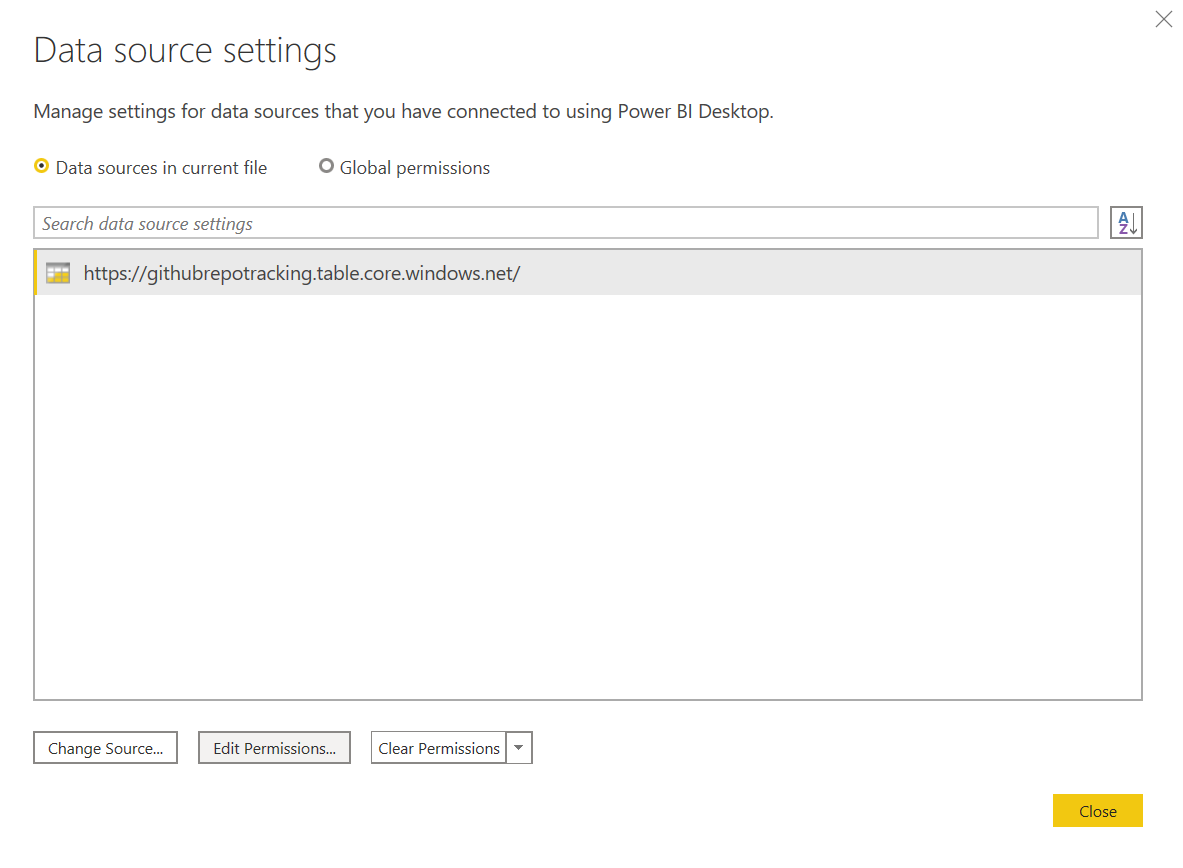 Data source settings
Manage settings for data sources that you have connected to using Power BI Desktop.
Data sources in current file Global permissions
Search data source settings A Z
https://githubrepotracking.table.core.windows.net/
Change Source... Edit Permissions... Clear Permissions
Close